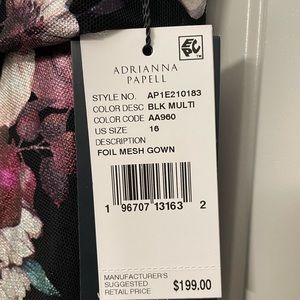 EPC
ADRIANNA
PAPELL
STYLE NO. AP1E210183
COLOR DESC BLK MULTI
COLOR CODE AA960
US SIZE 16
DESCRIPTION
FOIL MESH GOWN
1 96707 13163 2
MANUFACTURER'S
SUGGESTED
RETAIL PRICE $199.00